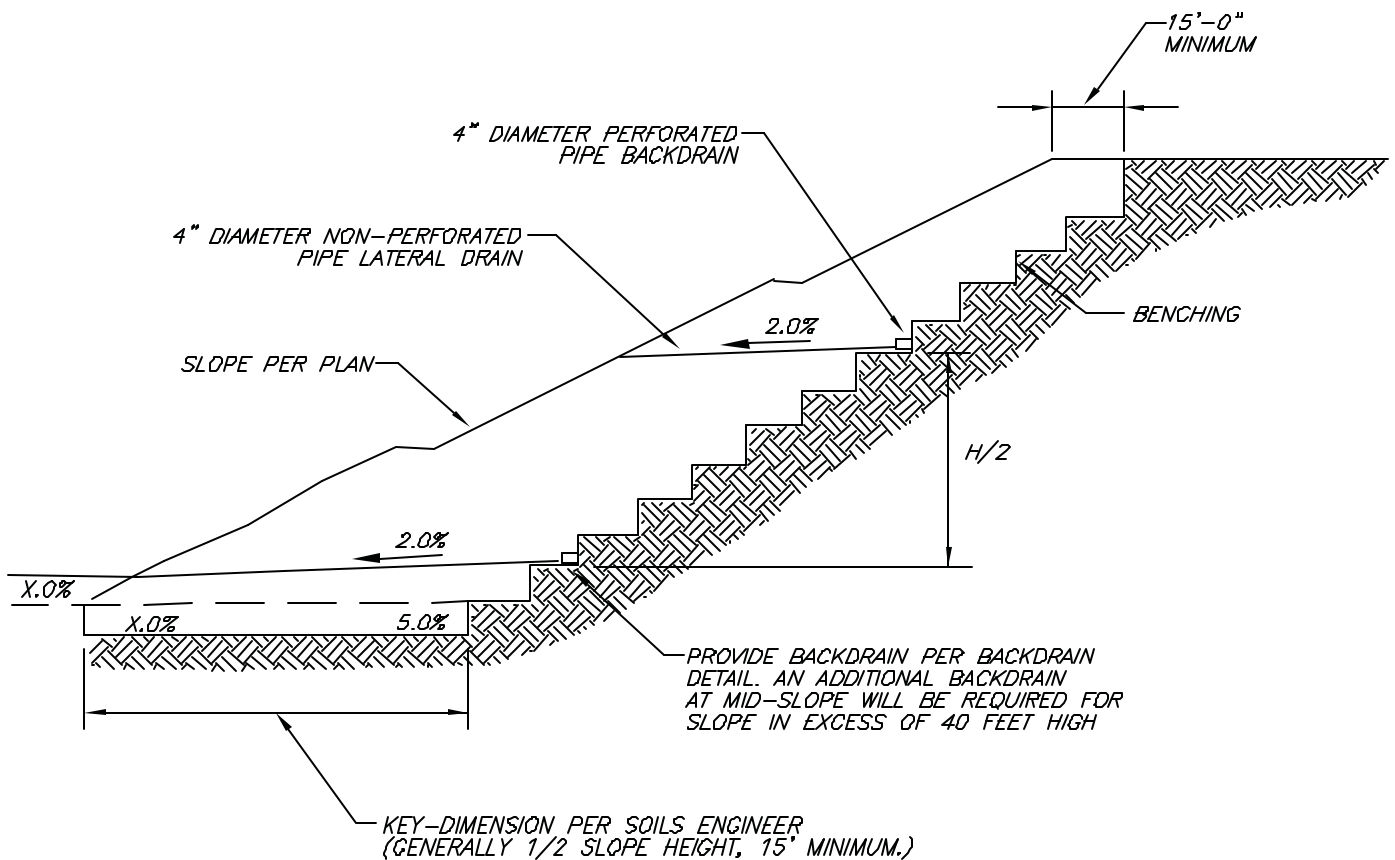 15'-0"
MINIMUM
4" DIAMETER PERFORATED
PIPE BACKDRAIN
4" DIAMETER NON-PERFORATED
PIPE LATERAL DRAIN
BENCHING
2.0%
SLOPE PER PLAN
H/2
2.0%
X.0%
X.0%
5.0%
PROVIDE BACKDRAIN PER BACKDRAIN
DETAIL. AN ADDITIONAL BACKDRAIN
AT MID-SLOPE WILL BE REQUIRED FOR
SLOPE IN EXCESS OF 40 FEET HIGH
KEY-DIMENSION PER SOILS ENGINEER
(GENERALLY 1/2 SLOPE HEIGHT, 15' MINIMUM.)